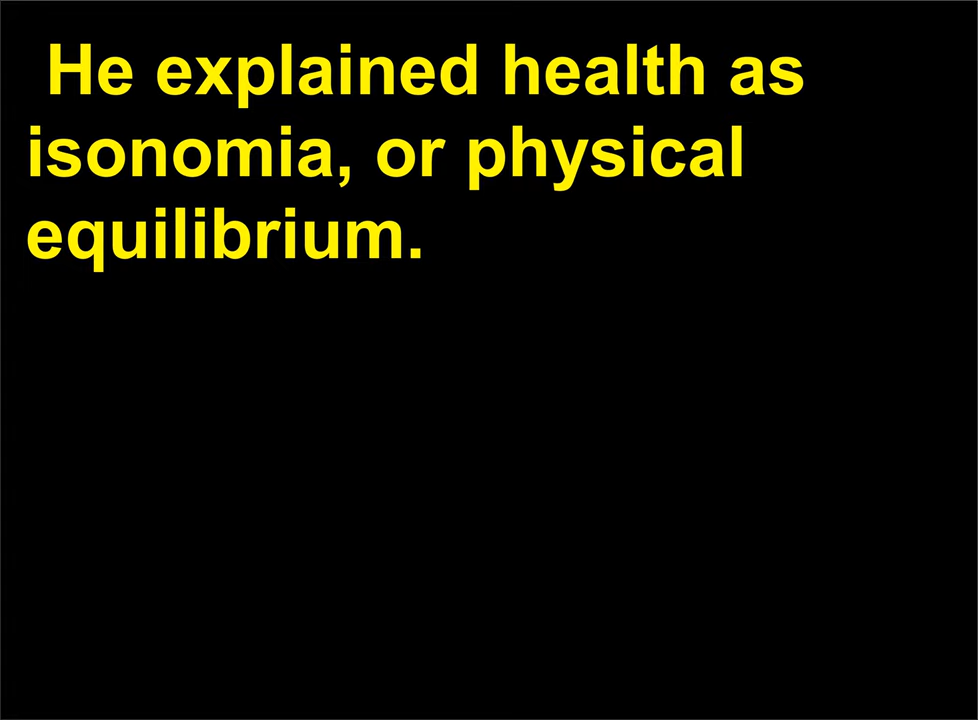 He explained health as
isonomia, or physical
equilibrium.